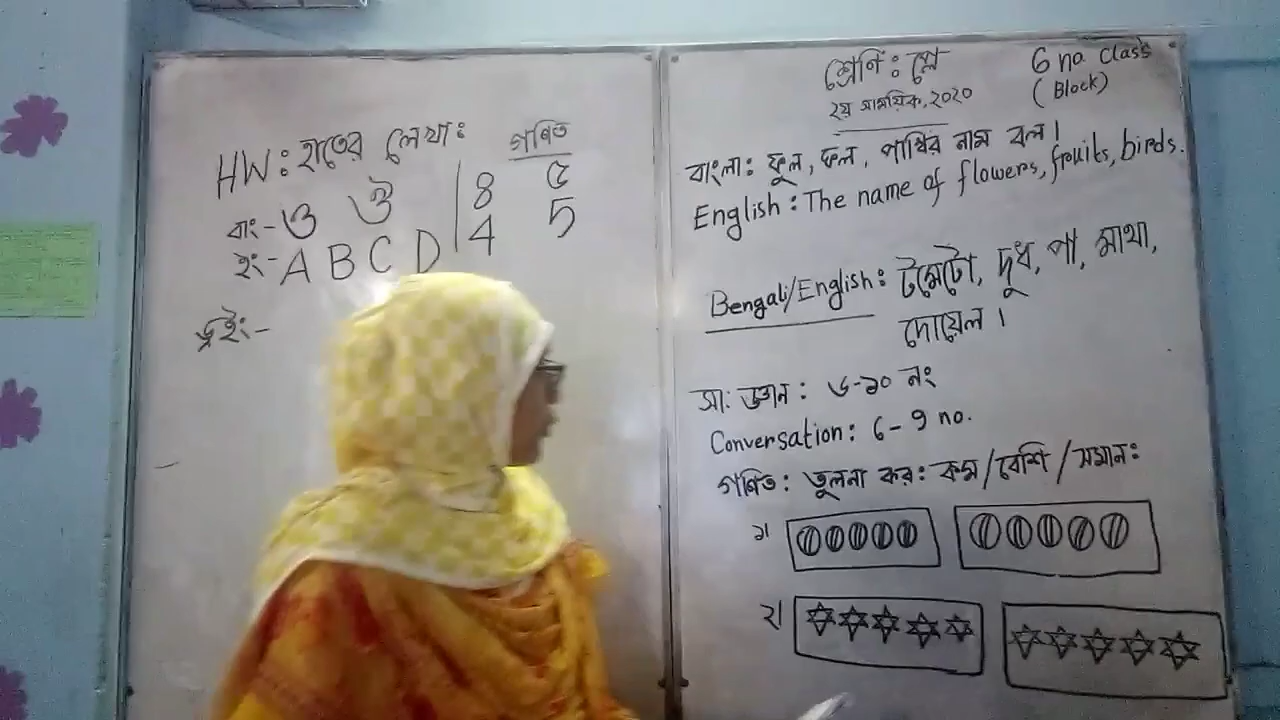 HW: হাতের লেখা:
গণিত
বাং- ও ঔ
৪ ৫
ইং- A B C D
4 5
ড্রইং:-
শ্রেণি: প্লে
6 no. Class
(Block)
২য় সাময়িক, ২০২০
বাংলা: ফুল, ফল, পাখির নাম বল।
English: The name of flowers, fruits, birds.
Bengali/English: টমেটো, দুধ, পা, মাথা,
দোয়েল।
সা: জ্ঞান: ৬-১০ নং
Conversation: 6-9 no.
গণিত: তুলনা কর: কম/বেশি/সমান:
১।
২।